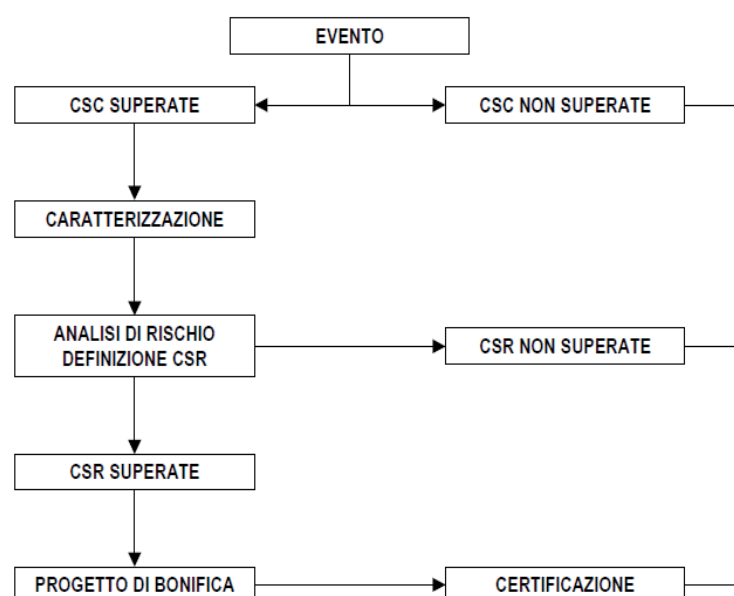 EVENTO
CSC SUPERATE
CSC NON SUPERATE
CARATTERIZZAZIONE
ANALISI DI RISCHIO
DEFINIZIONE CSR
CSR NON SUPERATE
CSR SUPERATE
PROGETTO DI BONIFICA
CERTIFICAZIONE